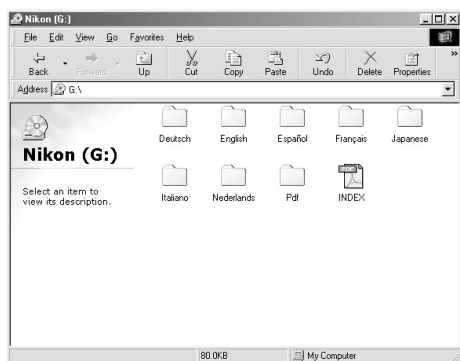 Nikon (G:)
File Edit View Go Favorites Help
Back Forward Up Cut Copy Paste Undo Delete Properties »
Address G:\
Deutsch English Español Français Japanese
Nikon (G:)
Select an item to
view its description.
Italiano Nederlands Pdf INDEX
80.0KB My Computer